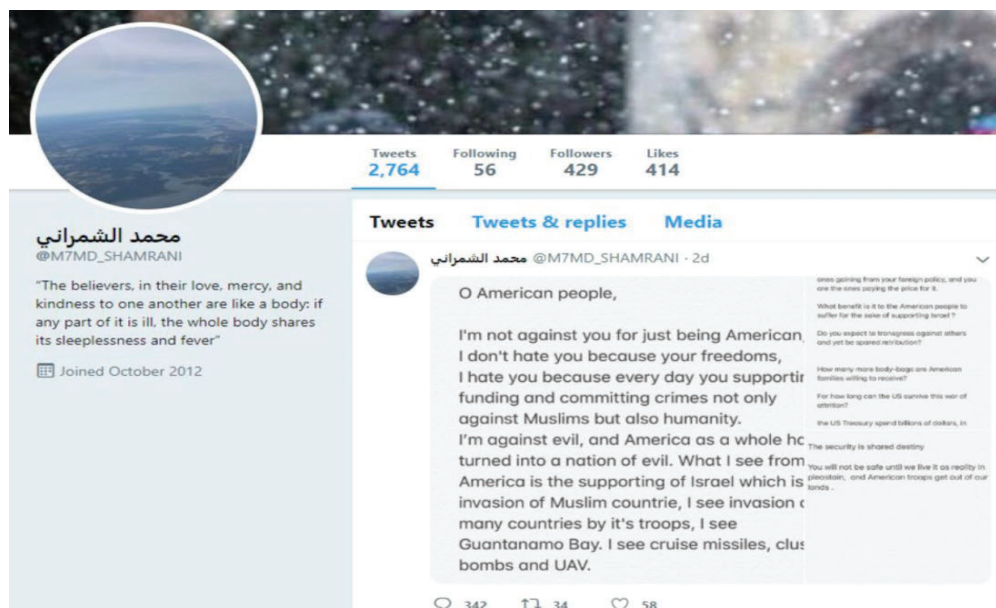 Tweets Following Followers Likes
2,764 56 429 414
محمد الشمراني
@M7MD_SHAMRANI
"The believers, in their love, mercy, and
kindness to one another are like a body: if
any part of it is ill, the whole body shares
its sleeplessness and fever"
Joined October 2012
Tweets Tweets & replies Media
محمد الشمراني @M7MD_SHAMRANI · 2d
O American people,
I'm not against you for just being American,
I don't hate you because your freedoms,
I hate you because every day you supportin
funding and committing crimes not only
against Muslims but also humanity.
I'm against evil, and America as a whole ha
turned into a nation of evil. What I see from
America is the supporting of Israel which is
invasion of Muslim countrie, I see invasion o
many countries by it's troops, I see
Guantanamo Bay. I see cruise missiles, clus
bombs and UAV.
ones gaining from your foreign policy, and you
are the ones paying the price for it.
What benefit is it to the American people to
suffer for the sake of supporting Israel ?
Do you expect to transgress against others
and yet be spared retribution?
How many more body-bags are American
families willing to receive?
For how long can the US survive this war of
attrition?
the US Treasury spend billions of dollars, in
The security is shared destiny
You will not be safe until we live it as reality in
pleastain, and American troops get out of our
lands .
342 34 58